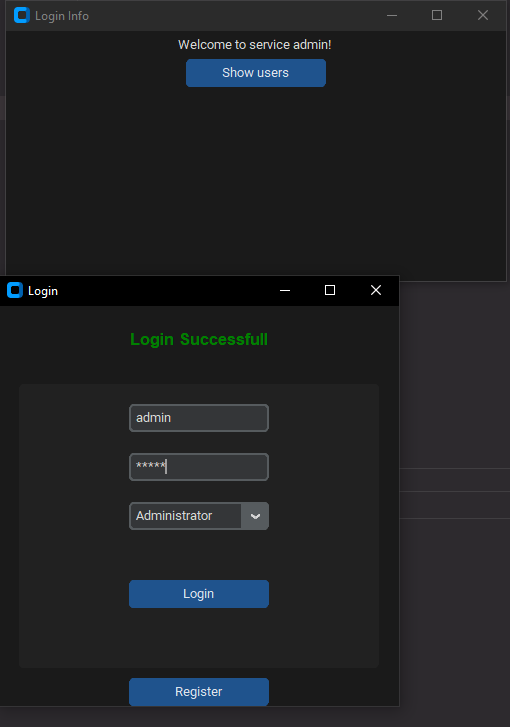 Login Info
Welcome to service admin!
Show users
Login
Login Successfull
admin
*****
Administrator
Login
Register